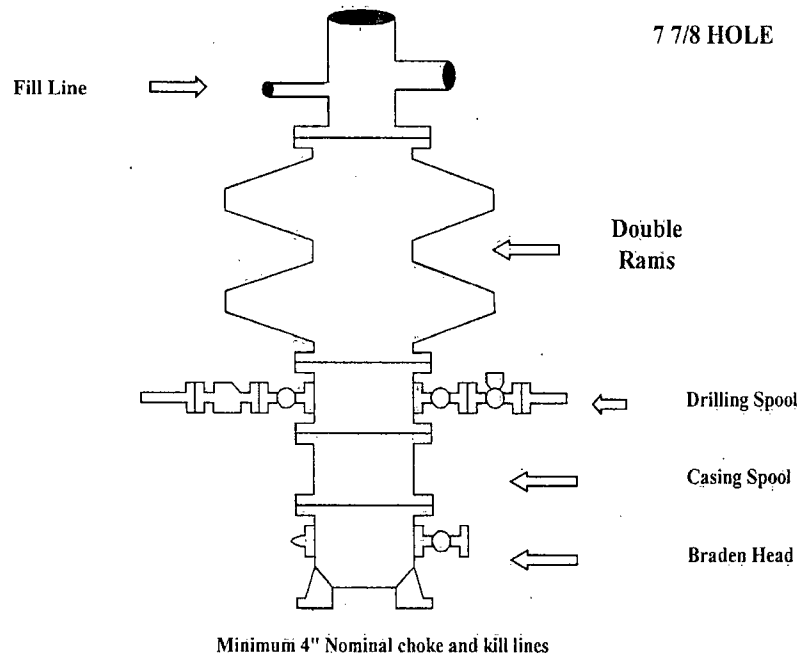 7 7/8 HOLE
Fill Line
Double
Rams
Drilling Spool
Casing Spool
Braden Head
Minimum 4" Nominal choke and kill lines